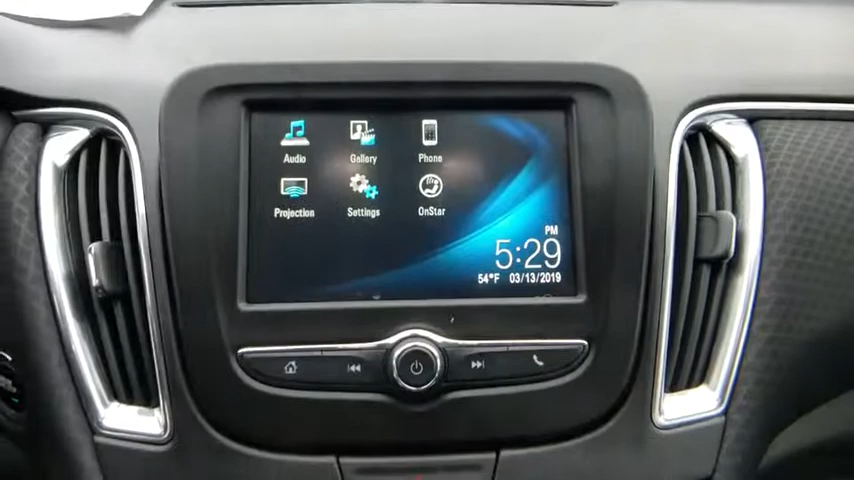 Audio Gallery Phone
Projection Settings OnStar
PM
5:29
54°F 03/13/2019